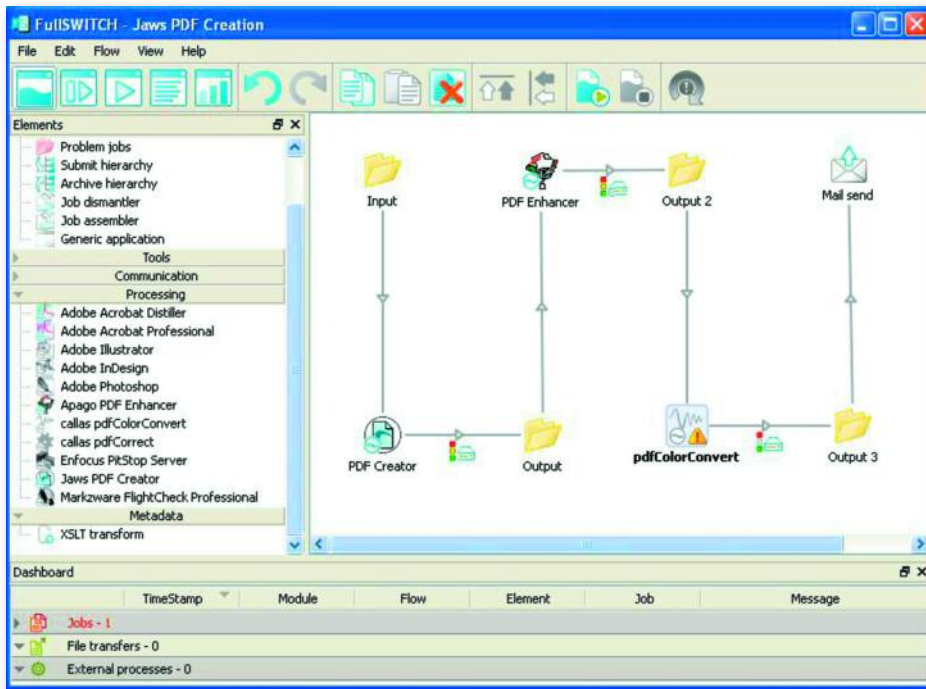 FullSWITCH - Jaws PDF Creation
File Edit Flow View Help
Elements
Problem jobs
Submit hierarchy
Archive hierarchy
Job dismantler
Job assembler
Generic application
Tools
Communication
Processing
Adobe Acrobat Distiller
Adobe Acrobat Professional
Adobe Illustrator
Adobe InDesign
Adobe Photoshop
Apago PDF Enhancer
callas pdfColorConvert
callas pdfCorrect
Enfocus PitStop Server
Jaws PDF Creator
Markzware FlightCheck Professional
Metadata
XSLT transform
Input
PDF Enhancer
Output 2
Mail send
PDF Creator
Output
pdfColorConvert
Output 3
Dashboard
TimeStamp Module Flow Element Job Message
Jobs - 1
File transfers - 0
External processes - 0